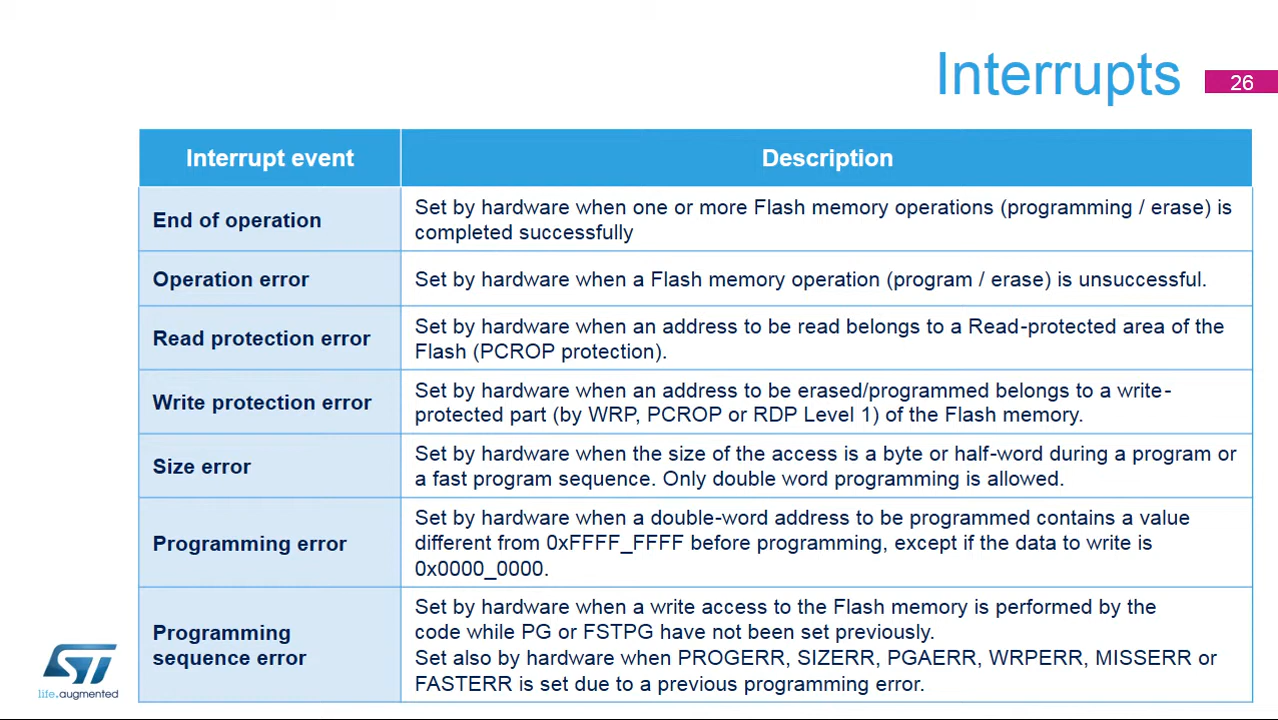 Interrupts
26
Interrupt event
Description
End of operation
Set by hardware when one or more Flash memory operations (programming / erase) is
completed successfully
Operation error
Set by hardware when a Flash memory operation (program / erase) is unsuccessful.
Read protection error
Set by hardware when an address to be read belongs to a Read-protected area of the
Flash (PCROP protection).
Write protection error
Set by hardware when an address to be erased/programmed belongs to a write-
protected part (by WRP, PCROP or RDP Level 1) of the Flash memory.
Size error
Set by hardware when the size of the access is a byte or half-word during a program or
a fast program sequence. Only double word programming is allowed.
Programming error
Set by hardware when a double-word address to be programmed contains a value
different from 0xFFFF_FFFF before programming, except if the data to write is
0x0000_0000.
Programming
sequence error
Set by hardware when a write access to the Flash memory is performed by the
code while PG or FSTPG have not been set previously.
Set also by hardware when PROGERR, SIZERR, PGAERR, WRPERR, MISSERR or
FASTERR is set due to a previous programming error.
ST
life.augmented